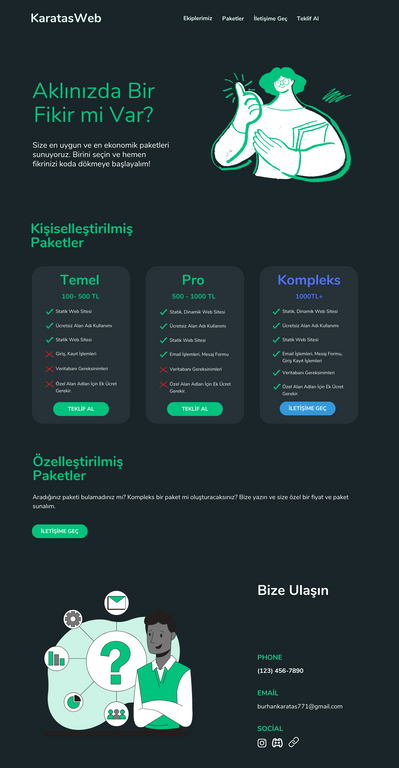 KaratasWeb
Ekiplerimiz Paketler İletişime Geç Teklif Al
Aklınızda Bir
Fikir mi Var?
Size en uygun ve en ekonomik paketleri
sunuyoruz. Birini seçin ve hemen
fikrinizi koda dökmeye başlayalım!
Kişiselleştirilmiş
Paketler
Temel
100- 500 TL
Statik Web Sitesi
Ücretsiz Alan Adı Kullanımı
Statik Web Sitesi
Giriş, Kayıt İşlemleri
Veritabanı Gereksinimleri
Özel Alan Adları İçin Ek Ücret
Gerekir.
TEKLİF AL
Pro
500 - 1000 TL
Statik, Dinamik Web Sitesi
Ücretsiz Alan Adı Kullanımı
Statik Web Sitesi
Email İşlemleri, Mesaj Formu
Veritabanı Gereksinimleri
Özel Alan Adları İçin Ek Ücret
Gerekir.
TEKLİF AL
Kompleks
1000TL+
Statik, Dinamik Web Sitesi
Ücretsiz Alan Adı Kullanımı
Statik Web Sitesi
Email İşlemleri, Mesaj Formu,
Giriş Kayıt İşlemleri
Veritabanı Gereksinimleri
Özel Alan Adları İçin Ek Ücret
Gerekir.
İLETİŞİME GEÇ
Özelleştirilmiş
Paketler
Aradığınız paketi bulamadınız mı? Kompleks bir paket mi oluşturacaksınız? Bize yazın ve size özel bir fiyat ve paket
sunalım.
İLETİŞİME GEÇ
Bize Ulaşın
PHONE
(123) 456-7890
EMAİL
burhankaratas771@gmail.com
SOCİAL